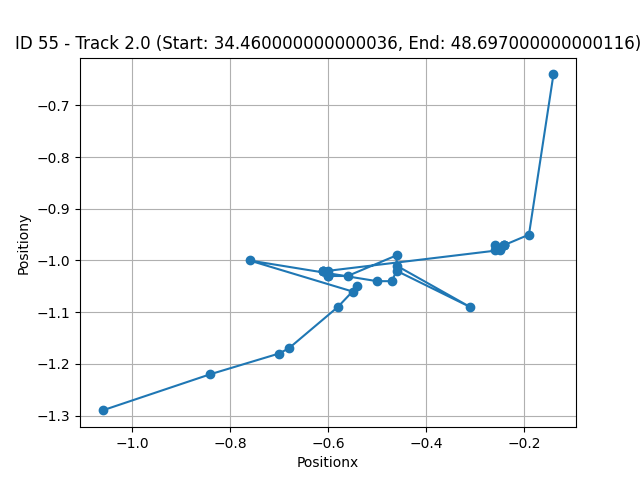 ID 55 - Track 2.0 (Start: 34.460000000000036, End: 48.697000000000116)
−0.7
−0.8
−0.9
−1.0
−1.1
−1.2
−1.3
Positiony
−1.0 −0.8 −0.6 −0.4 −0.2
Positionx